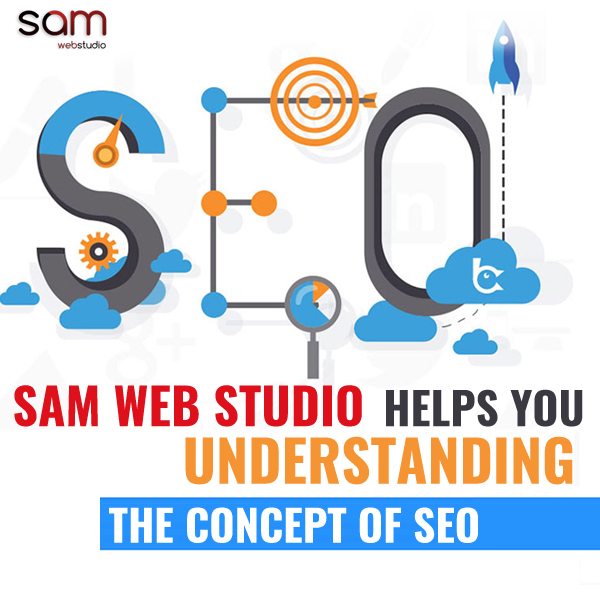 sam
webstudio
SEO
SAM WEB STUDIO HELPS YOU
UNDERSTANDING
THE CONCEPT OF SEO